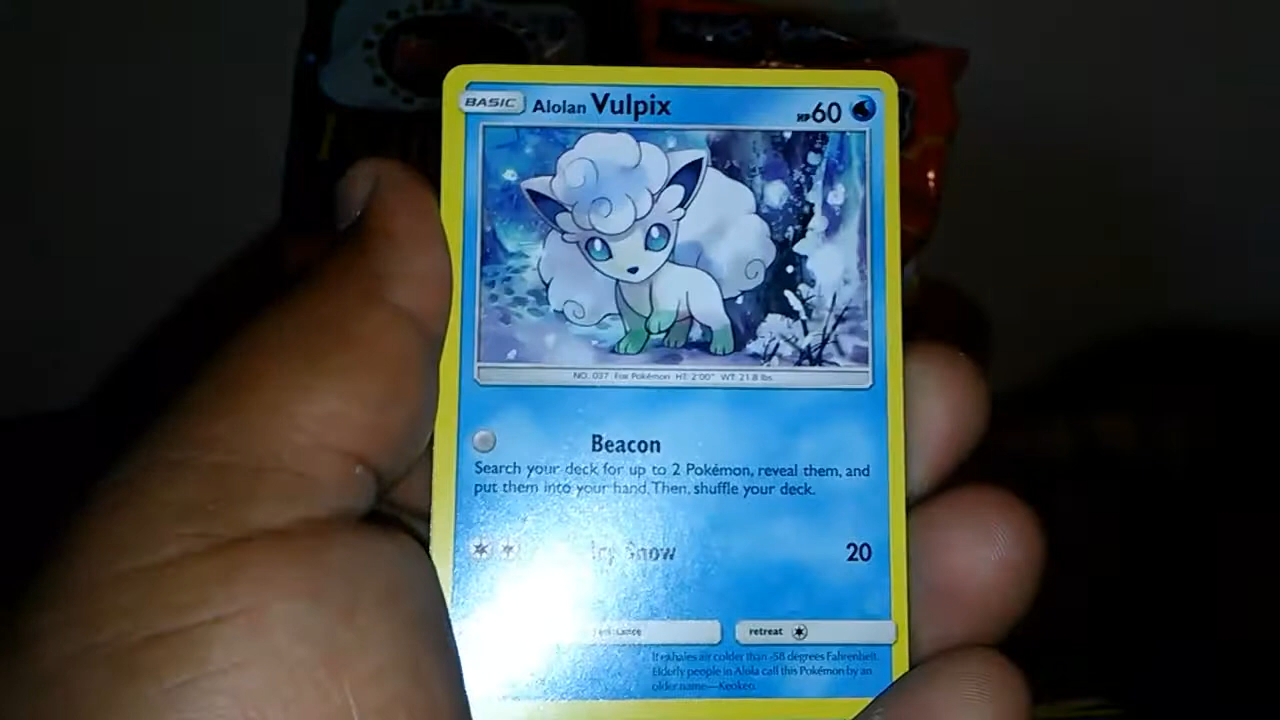 BASIC Alolan Vulpix HP60
NO. 037 Fox Pokémon HT: 2'00" WT: 21.8 lbs.
Beacon
Search your deck for up to 2 Pokémon, reveal them, and
put them into your hand. Then, shuffle your deck.
Icy Snow 20
resistance retreat
It exhales air colder than -58 degrees Fahrenheit.
Elderly people in Alola call this Pokémon by an
older name—Keokeo.